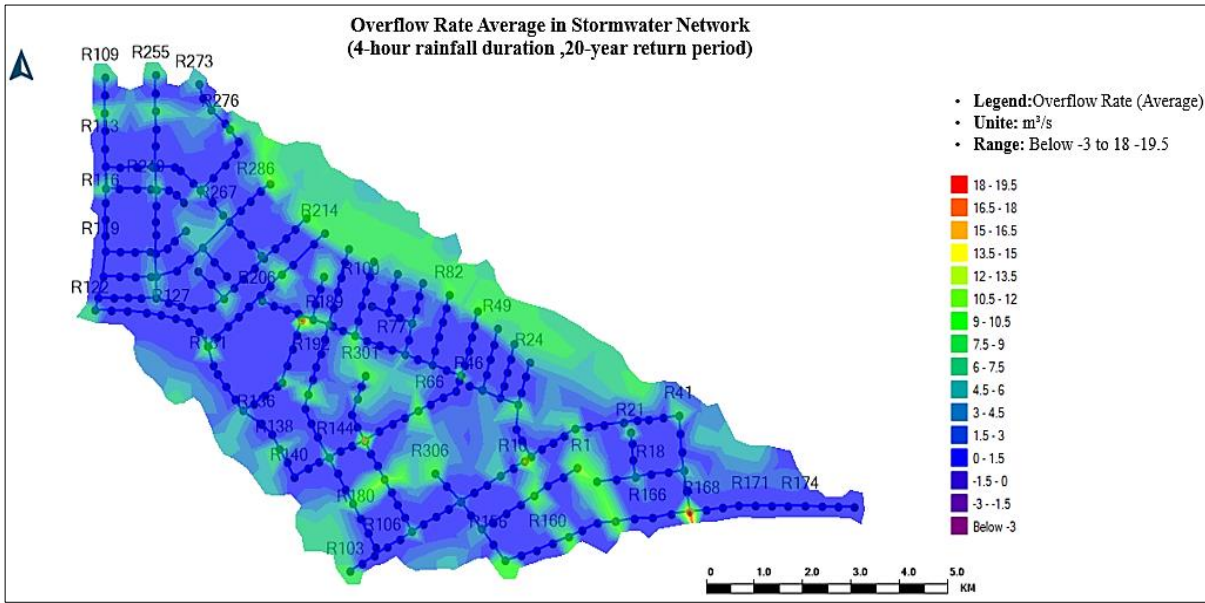 Overflow Rate Average in Stormwater Network
(4-hour rainfall duration ,20-year return period)
R109
R255
R273
R276
R113
R286
R116
R267
R214
R119
R206
R100
R82
R122
R127
R189
R49
R77
R24
R192
R301
R46
R66
R41
R136
R21
R138
R144
R1
R18
R140
R306
R168
R171
R174
R180
R166
R106
R156
R160
R103
• Legend:Overflow Rate (Average)
• Unite: m³/s
• Range: Below -3 to 18 -19.5
18 - 19.5
16.5 - 18
15 - 16.5
13.5 - 15
12 - 13.5
10.5 - 12
9 - 10.5
7.5 - 9
6 - 7.5
4.5 - 6
3 - 4.5
1.5 - 3
0 - 1.5
-1.5 - 0
-3 - -1.5
Below -3
0 1.0 2.0 3.0 4.0 5.0
KM